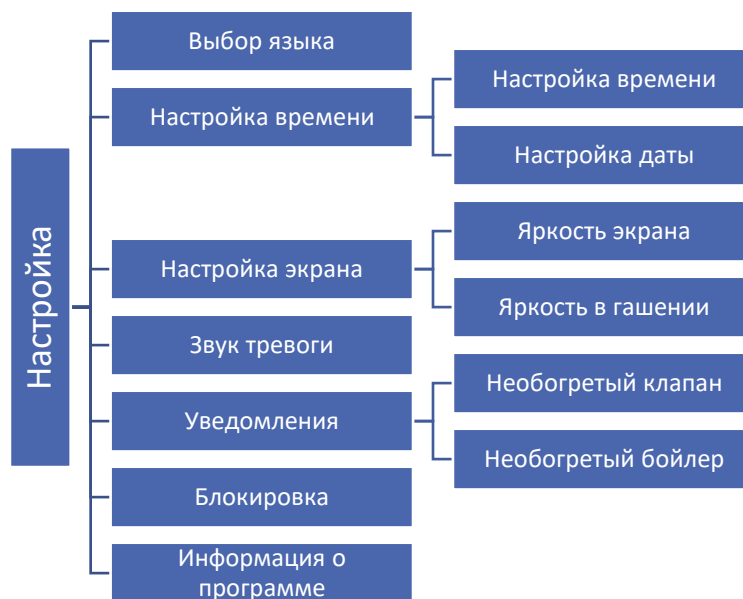 Настройка
Выбор языка
Настройка времени
Настройка времени
Настройка даты
Настройка экрана
Яркость экрана
Яркость в гашении
Звук тревоги
Уведомления
Необогретый клапан
Необогретый бойлер
Блокировка
Информация о
программе